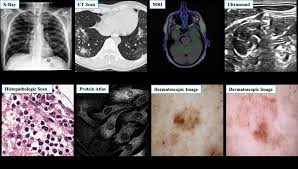 X-Ray
CT Scan
MRI
Ultrasound
Histopathologic Scan
Protein Atlas
Dermatoscopic Image
Dermatoscopic Image